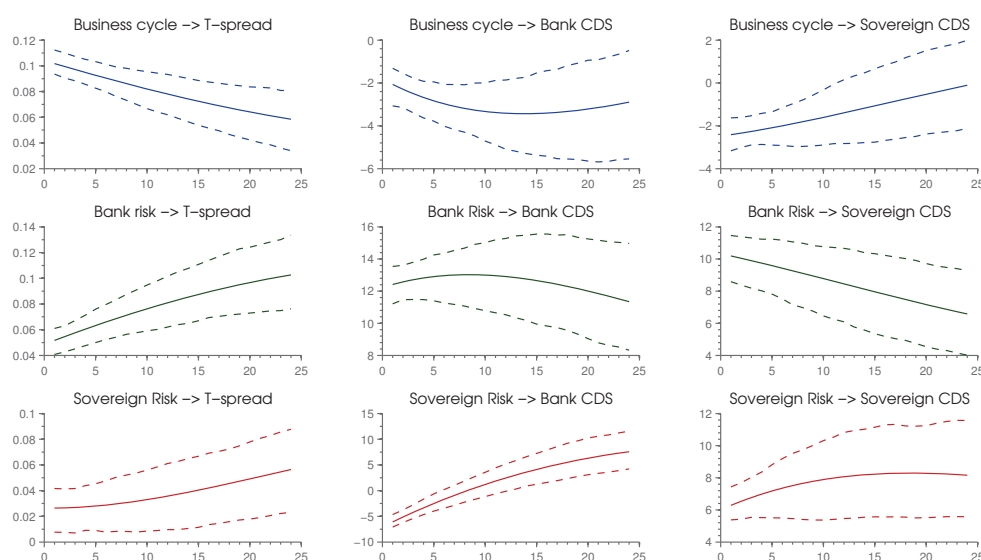 Business cycle –> T–spread
0.12
0.1
0.08
0.06
0.04
0.02
0 5 10 15 20 25
Business cycle –> Bank CDS
0
−2
−4
−6
0 5 10 15 20 25
Business cycle –> Sovereign CDS
2
0
−2
−4
0 5 10 15 20 25
Bank risk –> T–spread
0.14
0.12
0.1
0.08
0.06
0.04
0 5 10 15 20 25
Bank Risk –> Bank CDS
16
14
12
10
8
0 5 10 15 20 25
Bank Risk –> Sovereign CDS
12
10
8
6
4
0 5 10 15 20 25
Sovereign Risk –> T–spread
0.1
0.08
0.06
0.04
0.02
0
0 5 10 15 20 25
Sovereign Risk –> Bank CDS
15
10
5
0
−5
−10
0 5 10 15 20 25
Sovereign Risk –> Sovereign CDS
12
10
8
6
4
0 5 10 15 20 25